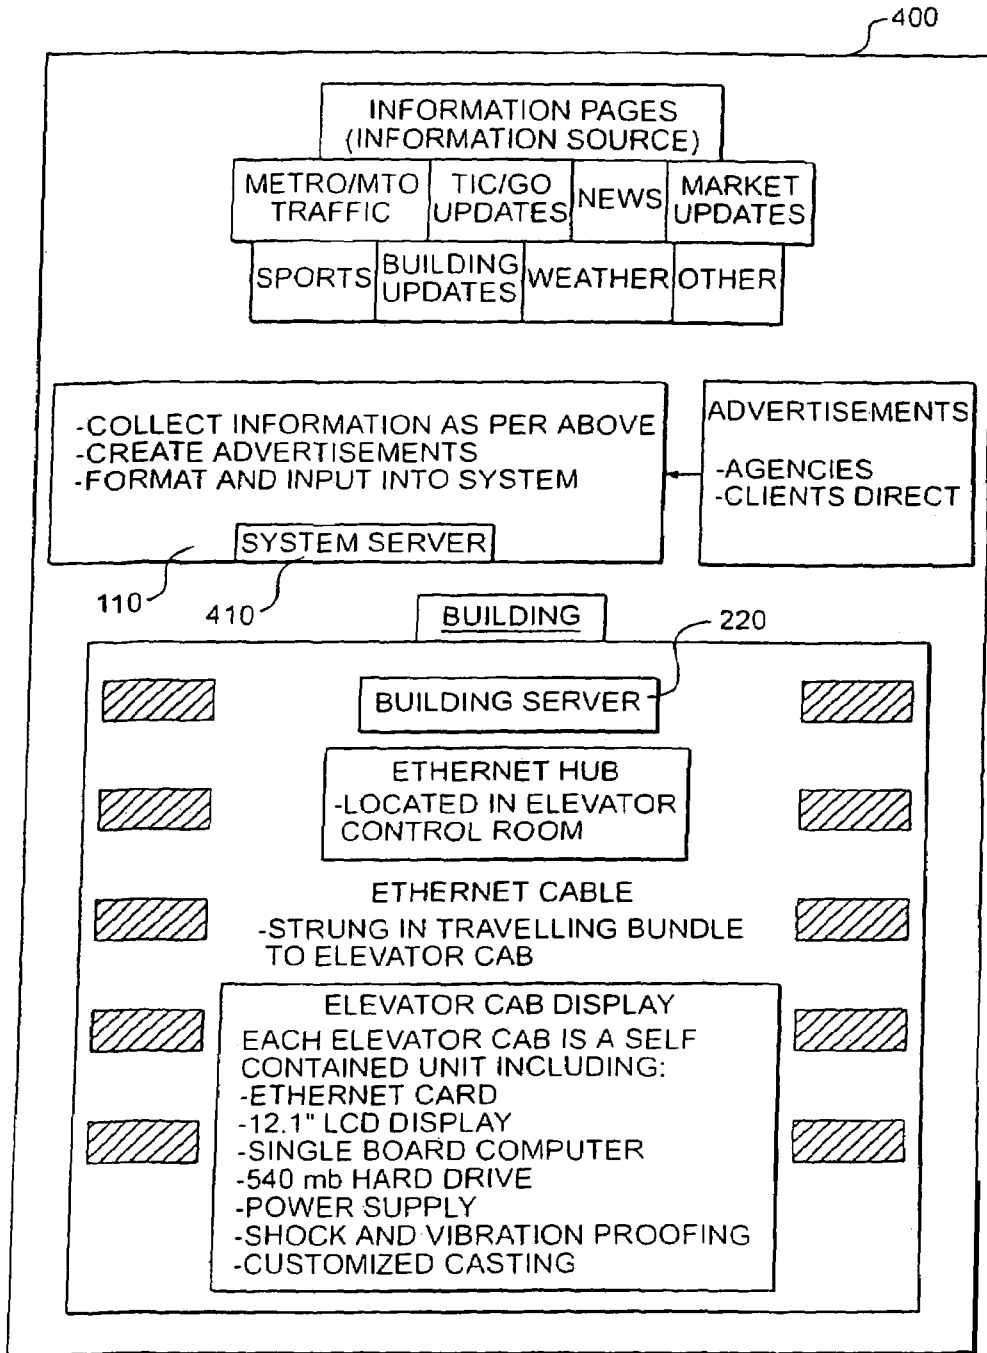 400
INFORMATION PAGES
(INFORMATION SOURCE)
METRO/MTO
TRAFFIC
TIC/GO
UPDATES
NEWS
MARKET
UPDATES
SPORTS
BUILDING
UPDATES
WEATHER
OTHER
-COLLECT INFORMATION AS PER ABOVE
-CREATE ADVERTISEMENTS
-FORMAT AND INPUT INTO SYSTEM
SYSTEM SERVER
ADVERTISEMENTS
-AGENCIES
-CLIENTS DIRECT
110
410
BUILDING
220
BUILDING SERVER
ETHERNET HUB
-LOCATED IN ELEVATOR
CONTROL ROOM
ETHERNET CABLE
- STRUNG IN TRAVELLING BUNDLE
TO ELEVATOR CAB
ELEVATOR CAB DISPLAY
EACH ELEVATOR CAB IS A SELF
CONTAINED UNIT INCLUDING:
-ETHERNET CARD
-12.1" LCD DISPLAY
-SINGLE BOARD COMPUTER
-540 mb HARD DRIVE
-POWER SUPPLY
-SHOCK AND VIBRATION PROOFING
-CUSTOMIZED CASTING